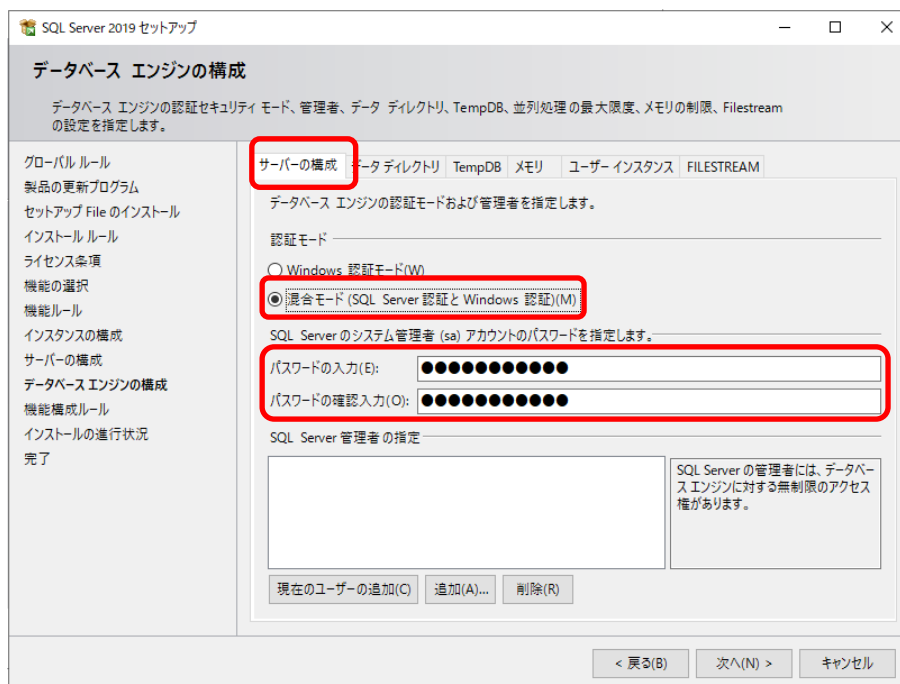 SQL Server 2019 セットアップ
データベース エンジンの構成
データベース エンジンの認証セキュリティ モード、管理者、データ ディレクトリ、TempDB、並列処理の最大限度、メモリの制限、Filestream
の設定を指定します。
グローバル ルール
製品の更新プログラム
セットアップ File のインストール
インストール ルール
ライセンス条項
機能の選択
機能ルール
インスタンスの構成
サーバーの構成
データベース エンジンの構成
機能構成ルール
インストールの進行状況
完了
サーバーの構成 データ ディレクトリ TempDB メモリ ユーザー インスタンス FILESTREAM
データベース エンジンの認証モードおよび管理者を指定します。
認証モード
Windows 認証モード(W)
混合モード (SQL Server 認証と Windows 認証)(M)
SQL Server のシステム管理者 (sa) アカウントのパスワードを指定します。
パスワードの入力(E): ●●●●●●●●●●●
パスワードの確認入力(O): ●●●●●●●●●●●
SQL Server 管理者の指定
SQL Server の管理者には、データベー
ス エンジンに対する無制限のアクセス
権があります。
現在のユーザーの追加(C) 追加(A)... 削除(R)
< 戻る(B) 次へ(N) > キャンセル